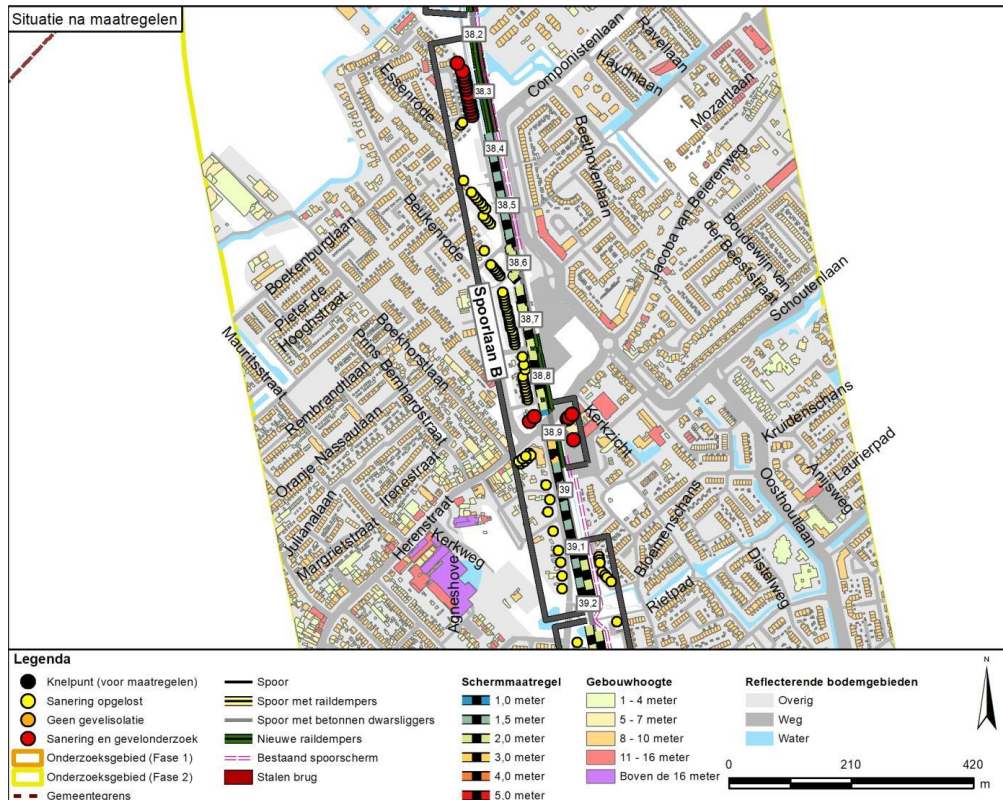 Situatie na maatregelen
38,2
Ravellaan
Componistenlaan
Haydnlaan
Essenrode
38,3
Mozartlaan
38,4
Beethovenlaan
Jacoba van Beierenweg
Beukenrode
38,5
Boudewijn van
de Beeststraat
Boekenburglaan
38,6
Schoutenlaan
Pieter de
Hooghstraat
Spoorlaan B
38,7
Mauritsstraat
Boekhorstlaan
Prins Bernhardstraat
Rembrandtlaan
38,8
Kruidenschans
Oranje Nassaulaan
38,9
Kerkzicht
Laurierpad
Anijsweg
Irenestraat
Oosthoutlaan
Julianalaan
39
Bloemenschans
Margrietstraat
Herenstraat
Kerkweg
39,1
Distelweg
Agneshove
39,2
Rietpad
Legenda
Knelpunt (voor maatregelen)
Sanering opgelost
Geen gevelisolatie
Sanering en gevelonderzoek
Onderzoeksgebied (Fase 1)
Onderzoeksgebied (Fase 2)
Gemeentegrens
Spoor
Spoor met raildempers
Spoor met betonnen dwarsliggers
Nieuwe raildempers
Bestaand spoorscherm
Stalen brug
Schermmaatregel
1,0 meter
1,5 meter
2,0 meter
3,0 meter
4,0 meter
5,0 meter
Gebouwhoogte
1 - 4 meter
5 - 7 meter
8 - 10 meter
11 - 16 meter
Boven de 16 meter
Reflecterende bodemgebieden
Overig
Weg
Water
N
0 210 420
m